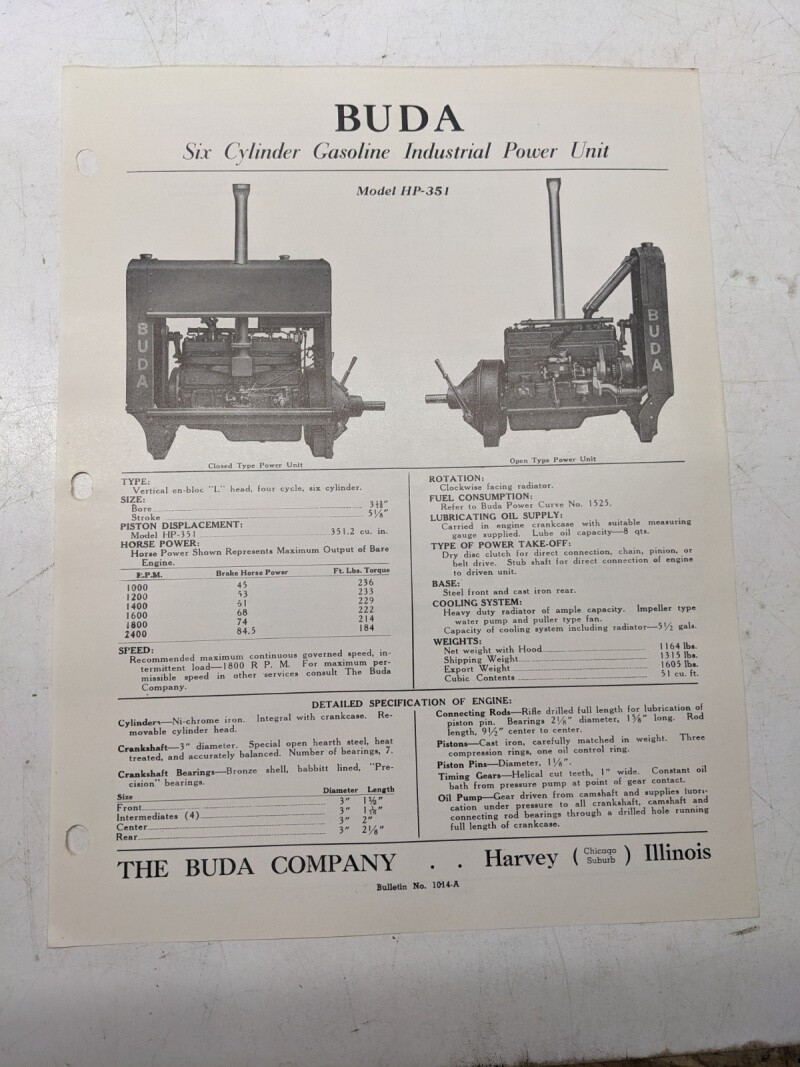 BUDA
Six Cylinder Gasoline Industrial Power Unit
Model HP-351
BUDA
BUDA
Closed Type Power Unit
Open Type Power Unit
TYPE:
Vertical en-bloc "L" head, four cycle, six cylinder.
SIZE:
Bore 3 13/16"
Stroke 5⅛"
PISTON DISPLACEMENT:
Model HP-351 351.2 cu. in.
HORSE POWER:
Horse Power Shown Represents Maximum Output of Bare
Engine.
R.P.M. Brake Horse Power Ft. Lbs. Torque
1000 45 236
1200 53 233
1400 61 229
1600 68 222
1800 74 214
2400 84.5 184
SPEED:
Recommended maximum continuous governed speed, in-
termittent load—1800 R P. M. For maximum per-
missible speed in other services consult The Buda
Company.
ROTATION:
Clockwise facing radiator.
FUEL CONSUMPTION:
Refer to Buda Power Curve No. 1525.
LUBRICATING OIL SUPPLY:
Carried in engine crankcase with suitable measuring
gauge supplied. Lube oil capacity—8 qts.
TYPE OF POWER TAKE-OFF:
Dry disc clutch for direct connection, chain, pinion, or
belt drive. Stub shaft for direct connection of engine
to driven unit.
BASE:
Steel front and cast iron rear.
COOLING SYSTEM:
Heavy duty radiator of ample capacity. Impeller type
water pump and puller type fan.
Capacity of cooling system including radiator—5½ gals.
WEIGHTS:
Net weight with Hood 1164 lbs.
Shipping Weight 1315 lbs.
Export Weight 1605 lbs.
Cubic Contents 51 cu. ft.
DETAILED SPECIFICATION OF ENGINE:
Cylinders—Ni-chrome iron. Integral with crankcase. Re-
movable cylinder head.
Crankshaft—3" diameter. Special open hearth steel, heat
treated, and accurately balanced. Number of bearings, 7.
Crankshaft Bearings—Bronze shell, babbitt lined, "Pre-
cision" bearings.
Size Diameter Length
Front 3" 1½"
Intermediates (4) 3"
Center 3" 2"
Rear 3" 2⅛"
Connecting Rods—Rifle drilled full length for lubrication of
piston pin. Bearings 2⅛" diameter, 1⅝" long. Rod
length, 9½" center to center.
Pistons—Cast iron, carefully matched in weight. Three
compression rings, one oil control ring.
Piston Pins—Diameter, 1⅛".
Timing Gears—Helical cut teeth, 1" wide. Constant oil
bath from pressure pump at point of gear contact.
Oil Pump—Gear driven from camshaft and supplies lubri-
cation under pressure to all crankshaft, camshaft and
connecting rod bearings through a drilled hole running
full length of crankcase.
THE BUDA COMPANY . . Harvey (Chicago Suburb) Illinois
Bulletin No. 1014-A